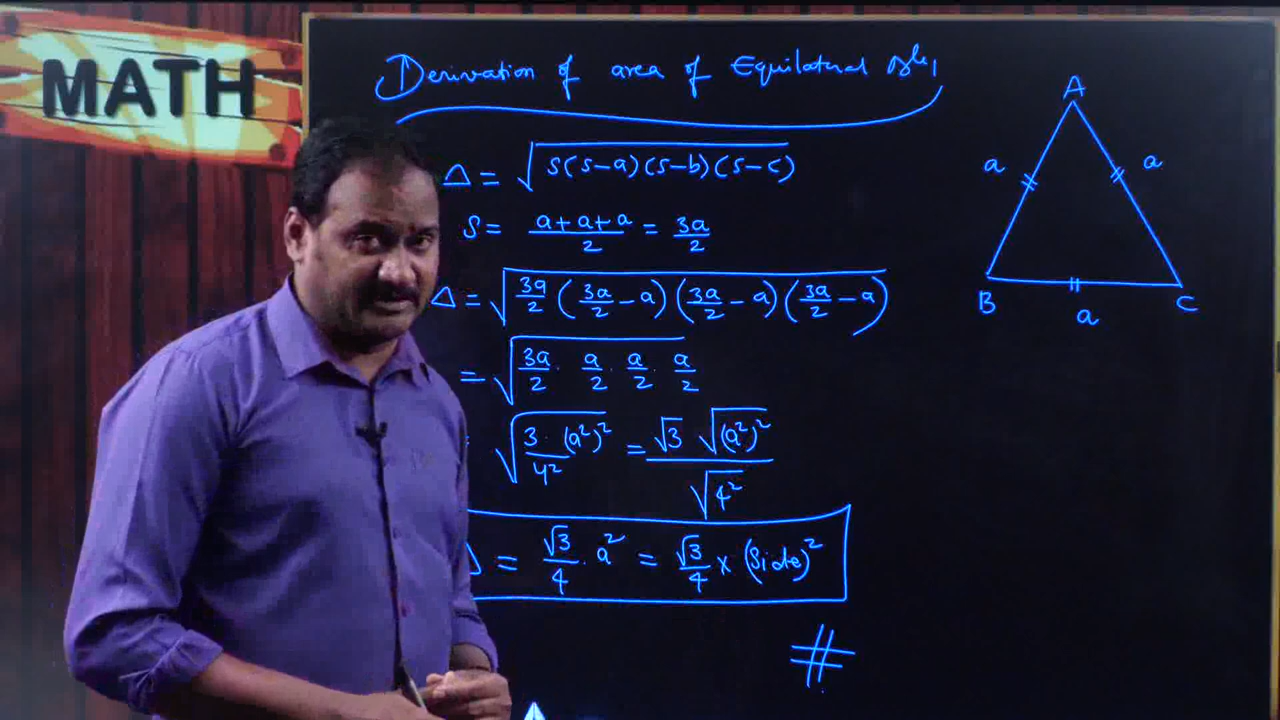 MATH
Derivation of area of Equilateral Δle,
A
Δ = √(s(s-a)(s-b)(s-c))
a a
S = (a+a+a)/2 = 3a/2
Δ = √(3a/2 (3a/2 - a) (3a/2 - a) (3a/2 - a))
B a C
= √(3a/2 · a/2 · a/2 · a/2)
= √(3·(a²)²/4²) = √3 √(a²)² / √4²
Δ = √3/4 · a² = √3/4 × (Side)²